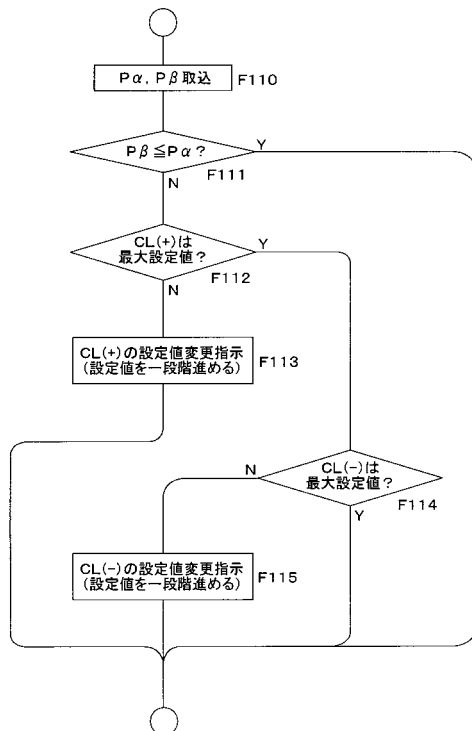 Pα, Pβ取込
F110
Pβ≦Pα?
Y
N
F111
CL(+)は
最大設定値?
Y
N
F112
CL(+)の設定値変更指示
(設定値を一段階進める)
F113
N
CL(-)は
最大設定値?
Y
F114
CL(-)の設定値変更指示
(設定値を一段階進める)
F115